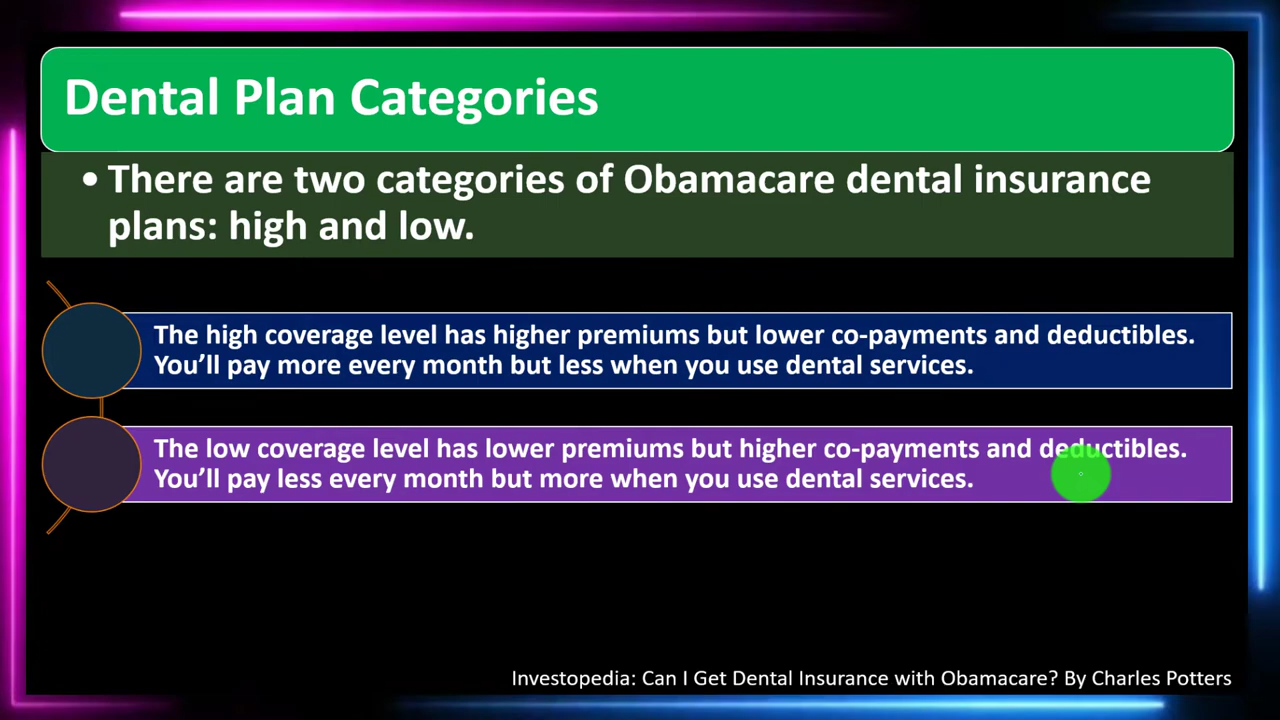 Dental Plan Categories
• There are two categories of Obamacare dental insurance
plans: high and low.
The high coverage level has higher premiums but lower co-payments and deductibles.
You’ll pay more every month but less when you use dental services.
The low coverage level has lower premiums but higher co-payments and deductibles.
You’ll pay less every month but more when you use dental services.
Investopedia: Can I Get Dental Insurance with Obamacare? By Charles Potters